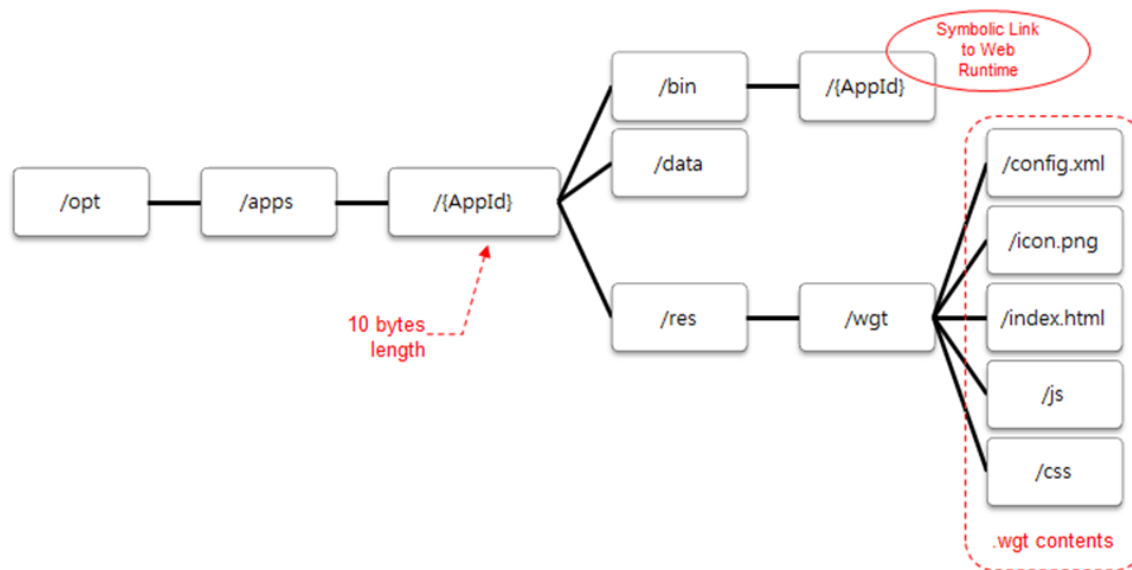 Symbolic Link
to Web
Runtime
/bin
/{AppId}
/data
/config.xml
/opt
/apps
/{AppId}
/icon.png
10 bytes
length
/res
/wgt
/index.html
/js
/css
.wgt contents